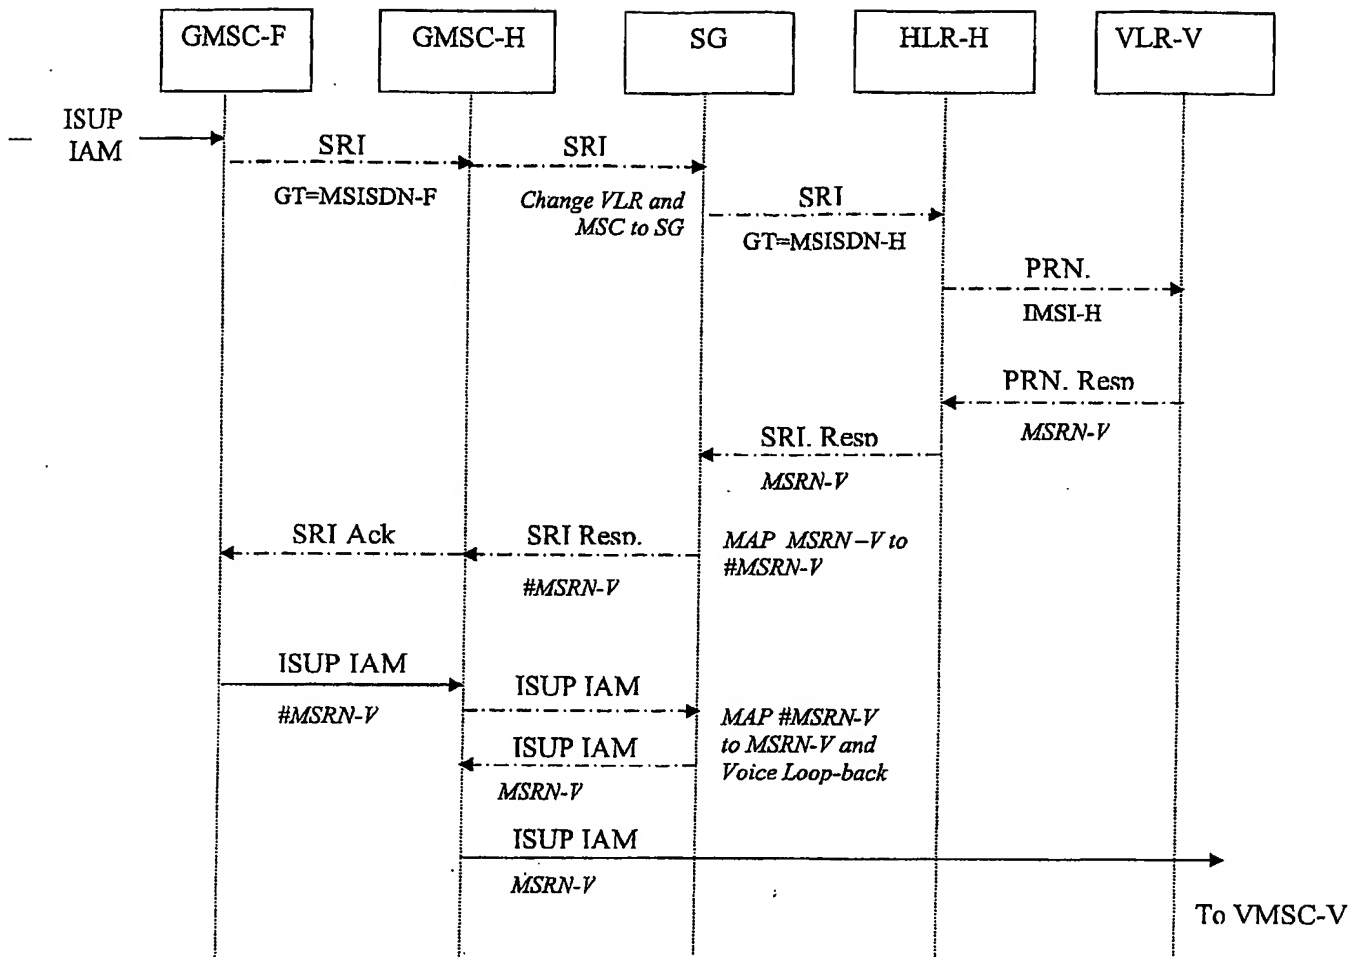 GMSC-F
GMSC-H
SG
HLR-H
VLR-V
ISUP
IAM
SRI
SRI
GT=MSISDN-F
Change VLR and
MSC to SG
SRI
GT=MSISDN-H
PRN.
IMSI-H
PRN. Resp
MSRN-V
SRI. Resp
MSRN-V
SRI Ack
SRI Resp.
#MSRN-V
MAP MSRN-V to
#MSRN-V
ISUP IAM
#MSRN-V
ISUP IAM
MAP #MSRN-V
to MSRN-V and
Voice Loop-back
ISUP IAM
MSRN-V
ISUP IAM
MSRN-V
To VMSC-V